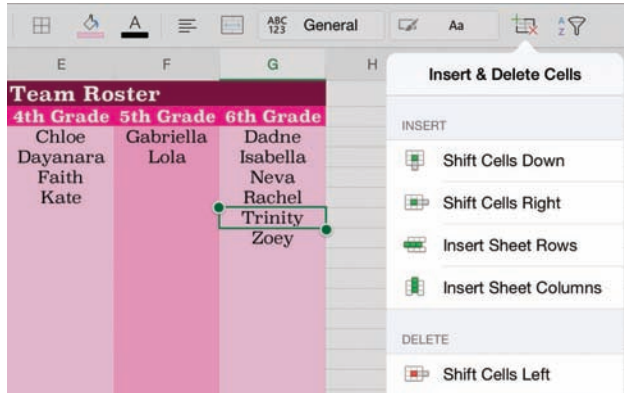 ABC 123 General Aa A Z
E F G H
Team Roster
4th Grade 5th Grade 6th Grade
Chloe Gabriella Dadne
Dayanara Lola Isabella
Faith Neva
Kate Rachel
Trinity
Zoey
Insert & Delete Cells
INSERT
Shift Cells Down
Shift Cells Right
Insert Sheet Rows
Insert Sheet Columns
DELETE
Shift Cells Left